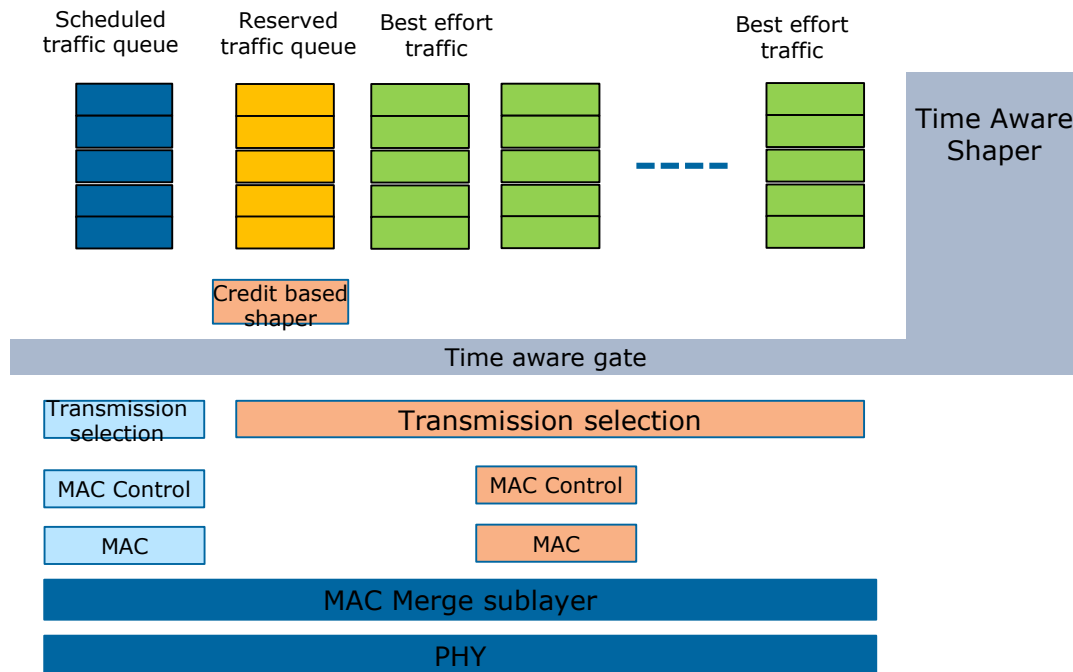 Scheduled
traffic queue
Reserved
traffic queue
Best effort
traffic
Best effort
traffic
Time Aware
Shaper
Credit based
shaper
Time aware gate
Transmission
selection
Transmission selection
MAC Control
MAC Control
MAC
MAC
MAC Merge sublayer
PHY